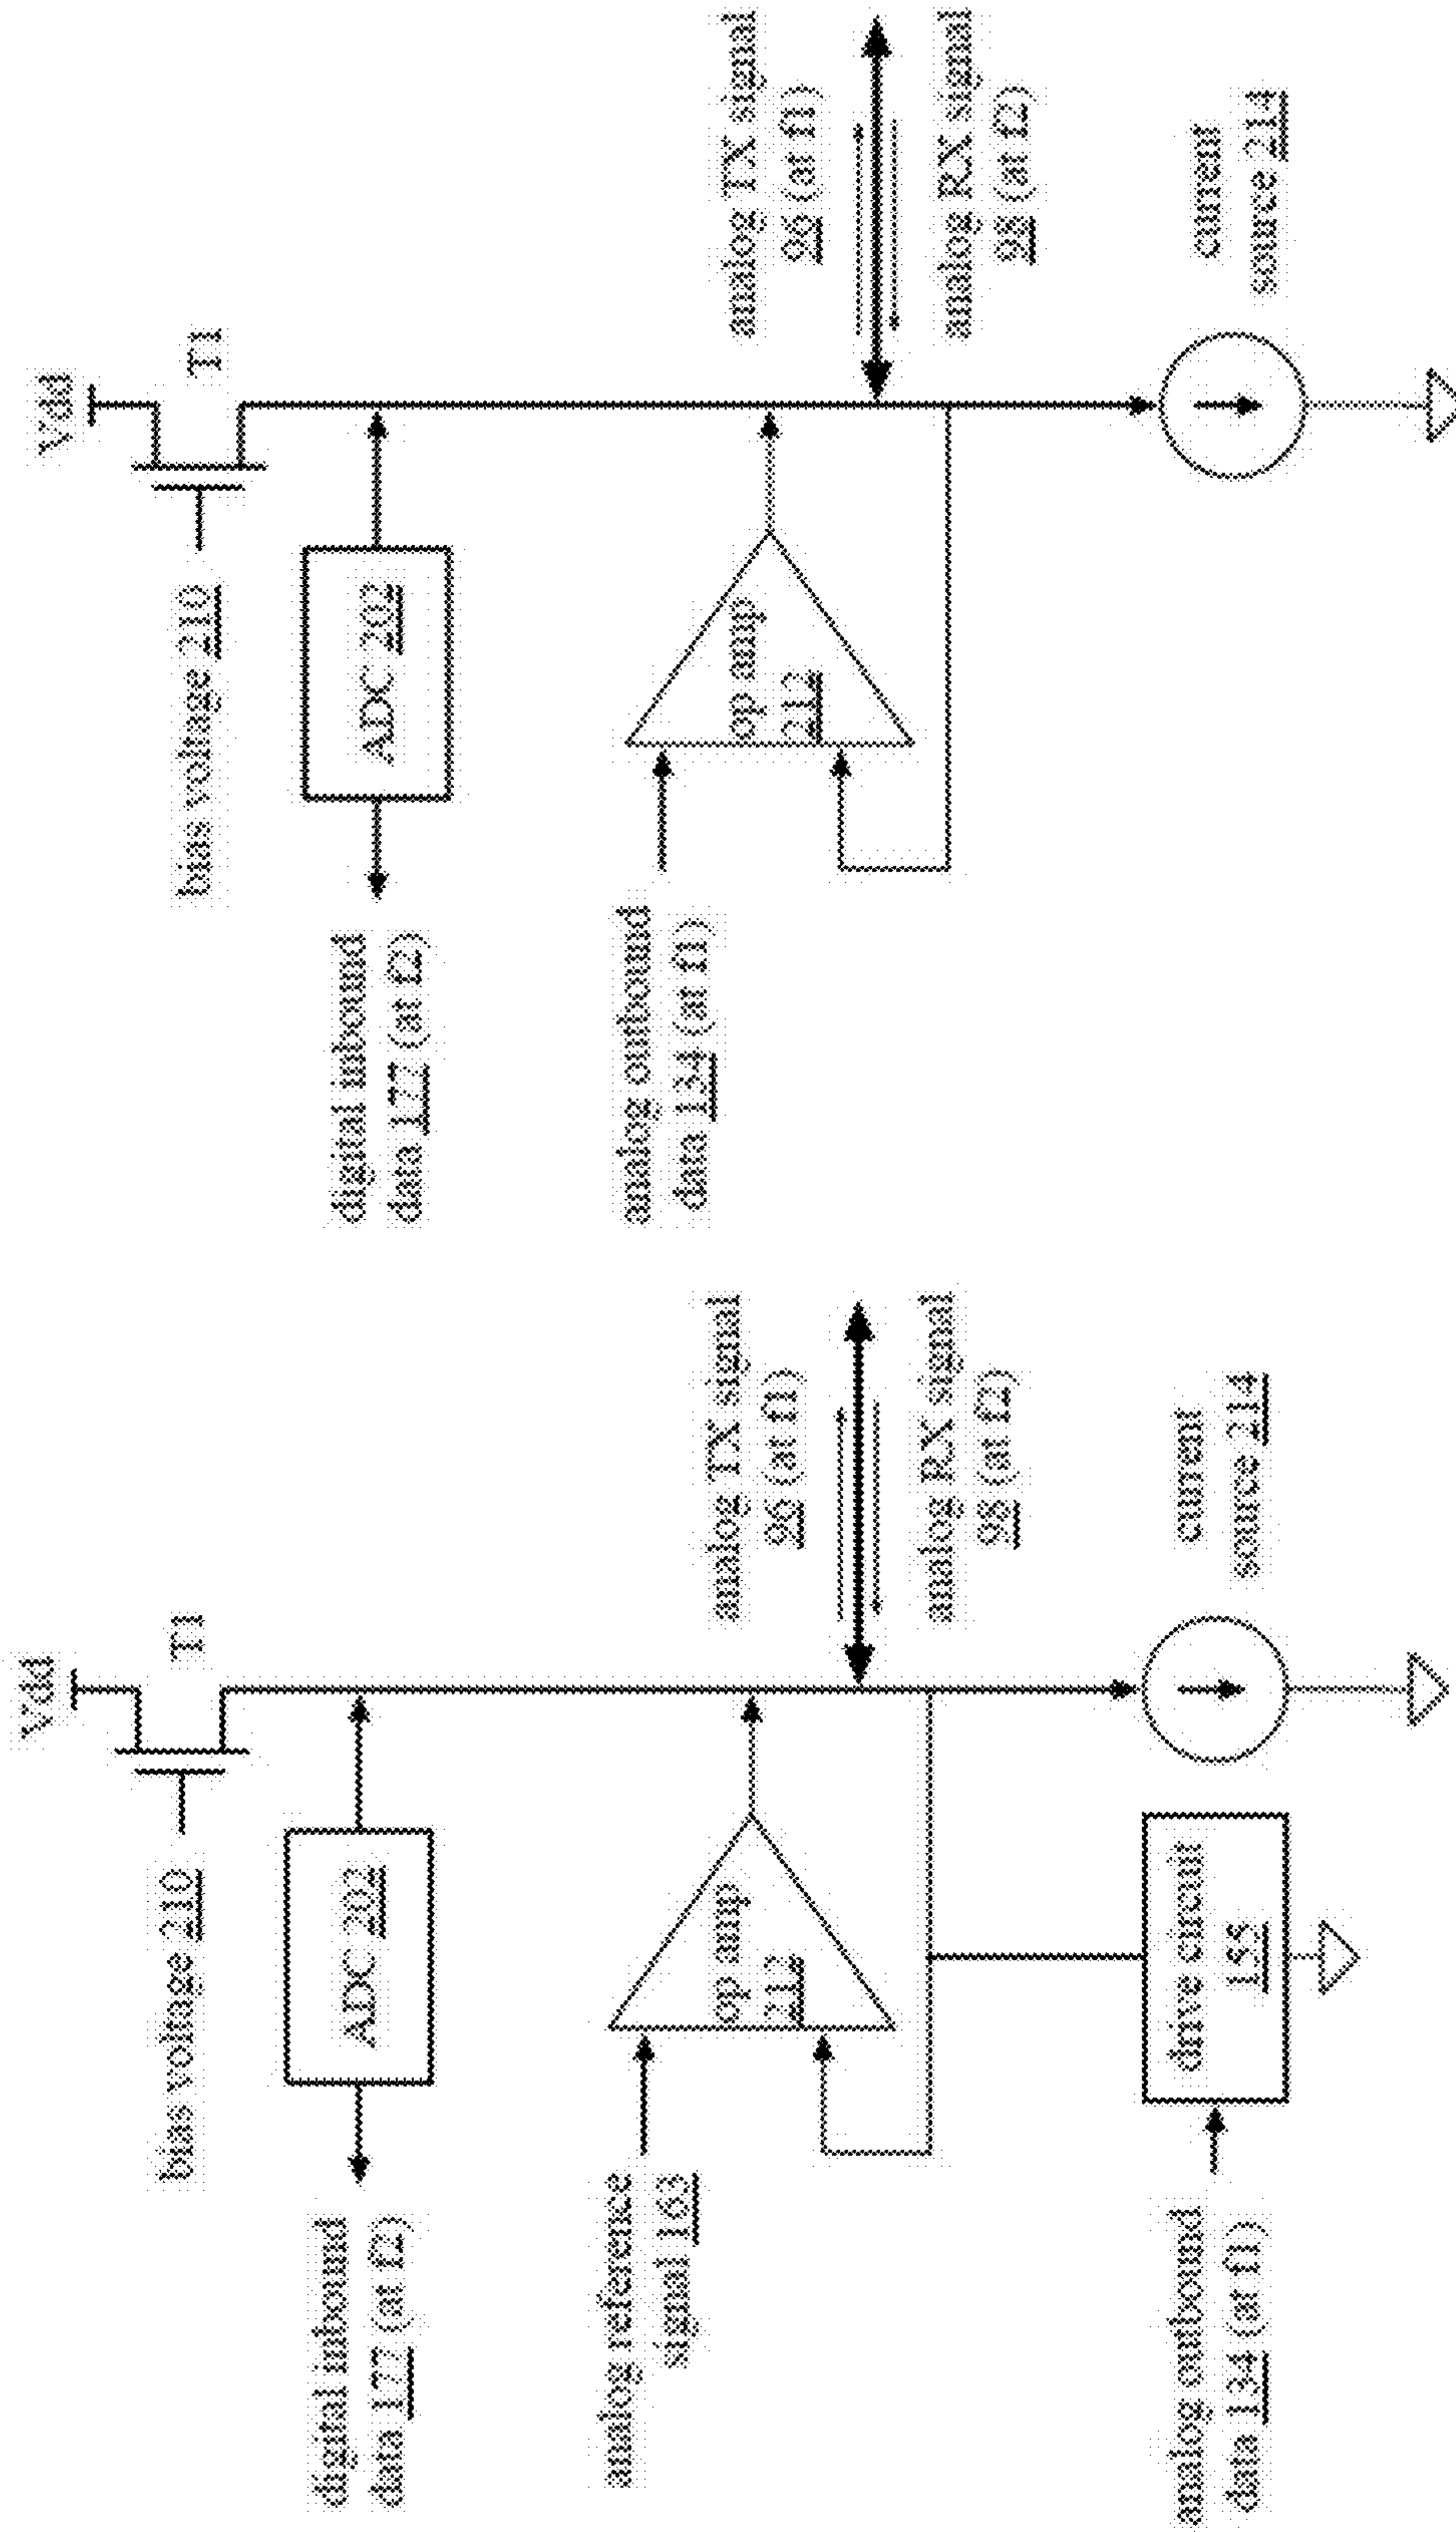 Vdd
T1
bias voltage 210
ADC 202
digital inbound
data 177 (at f2)
op amp
212
analog reference
signal 163
analog TX signal
96 (at f1)
analog RX signal
98 (at f2)
current
source 214
drive circuit
155
analog outbound
data 134 (at f1)
Vdd
T1
bias voltage 210
ADC 202
digital inbound
data 177 (at f2)
op amp
212
analog outbound
data 134 (at f1)
analog TX signal
96 (at f1)
analog RX signal
98 (at f2)
current
source 214